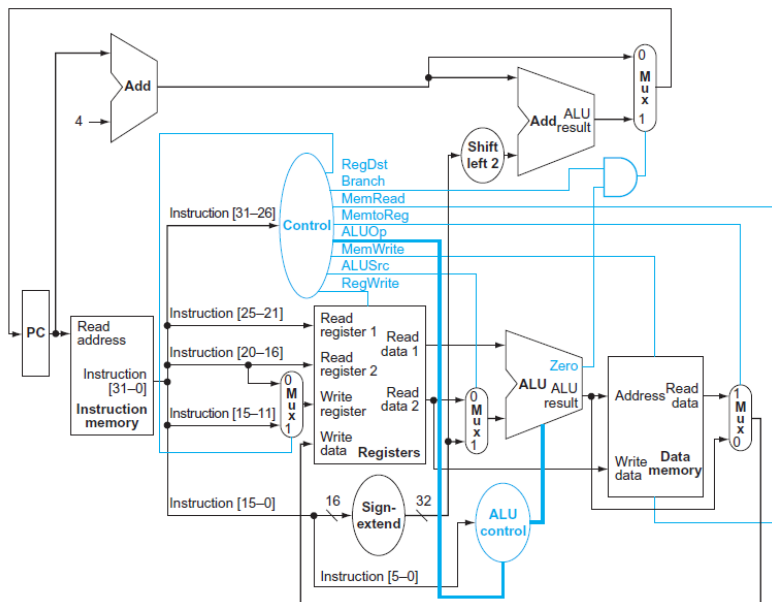 0
M
u
x
1
Add
4
Add ALU
result
Shift
left 2
RegDst
Branch
MemRead
Instruction [31–26]
Control
MemtoReg
ALUOp
MemWrite
ALUSrc
RegWrite
PC
Read
address
Instruction
[31–0]
Instruction
memory
Instruction [25–21]
Instruction [20–16]
Instruction [15–11]
0
M
u
x
1
Read
register 1
Read
register 2
Write
register
Write
data
Read
data 1
Read
data 2
Registers
0
M
u
x
1
Zero
ALU
ALU
result
Address
Read
data
Write
data
Data
memory
1
M
u
x
0
Instruction [15–0]
16
Sign-
extend
32
ALU
control
Instruction [5–0]